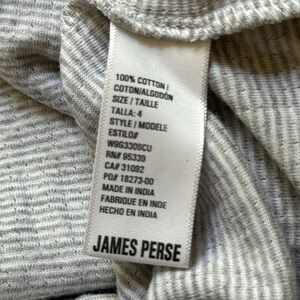 100% COTTON /
COTON/ALGODÓN
SIZE / TAILLE
TALLA: 4
STYLE / MODELE
ESTILO#
W9G3309CU
RN# 95339
CA# 31092
PO# 18273-00
MADE IN INDIA
FABRIQUE EN INDE
HECHO EN INDIA
JAMES PERSE